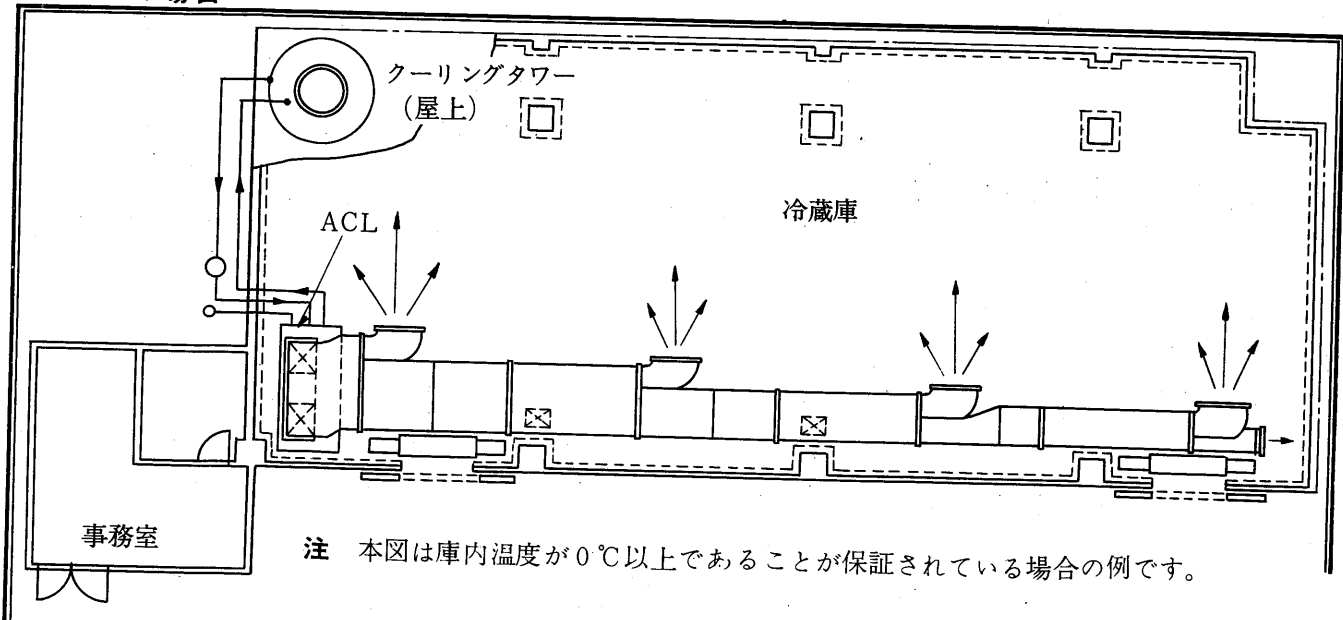 クーリングタワー
(屋上)
ACL
冷蔵庫
事務室
注 本図は庫内温度が0℃以上であることが保証されている場合の例です。